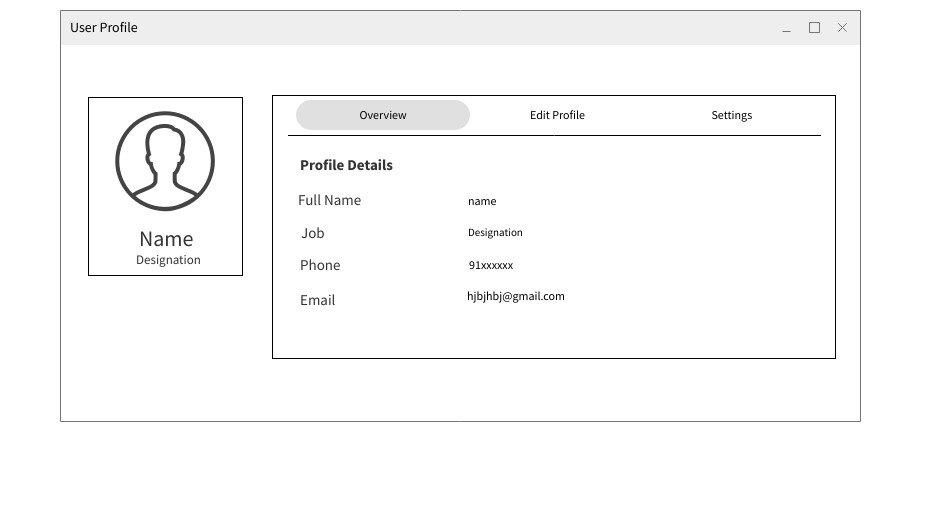 User Profile
Name
Designation
Overview Edit Profile Settings
Profile Details
Full Name name
Job Designation
Phone 91xxxxxx
Email hjbjhbj@gmail.com